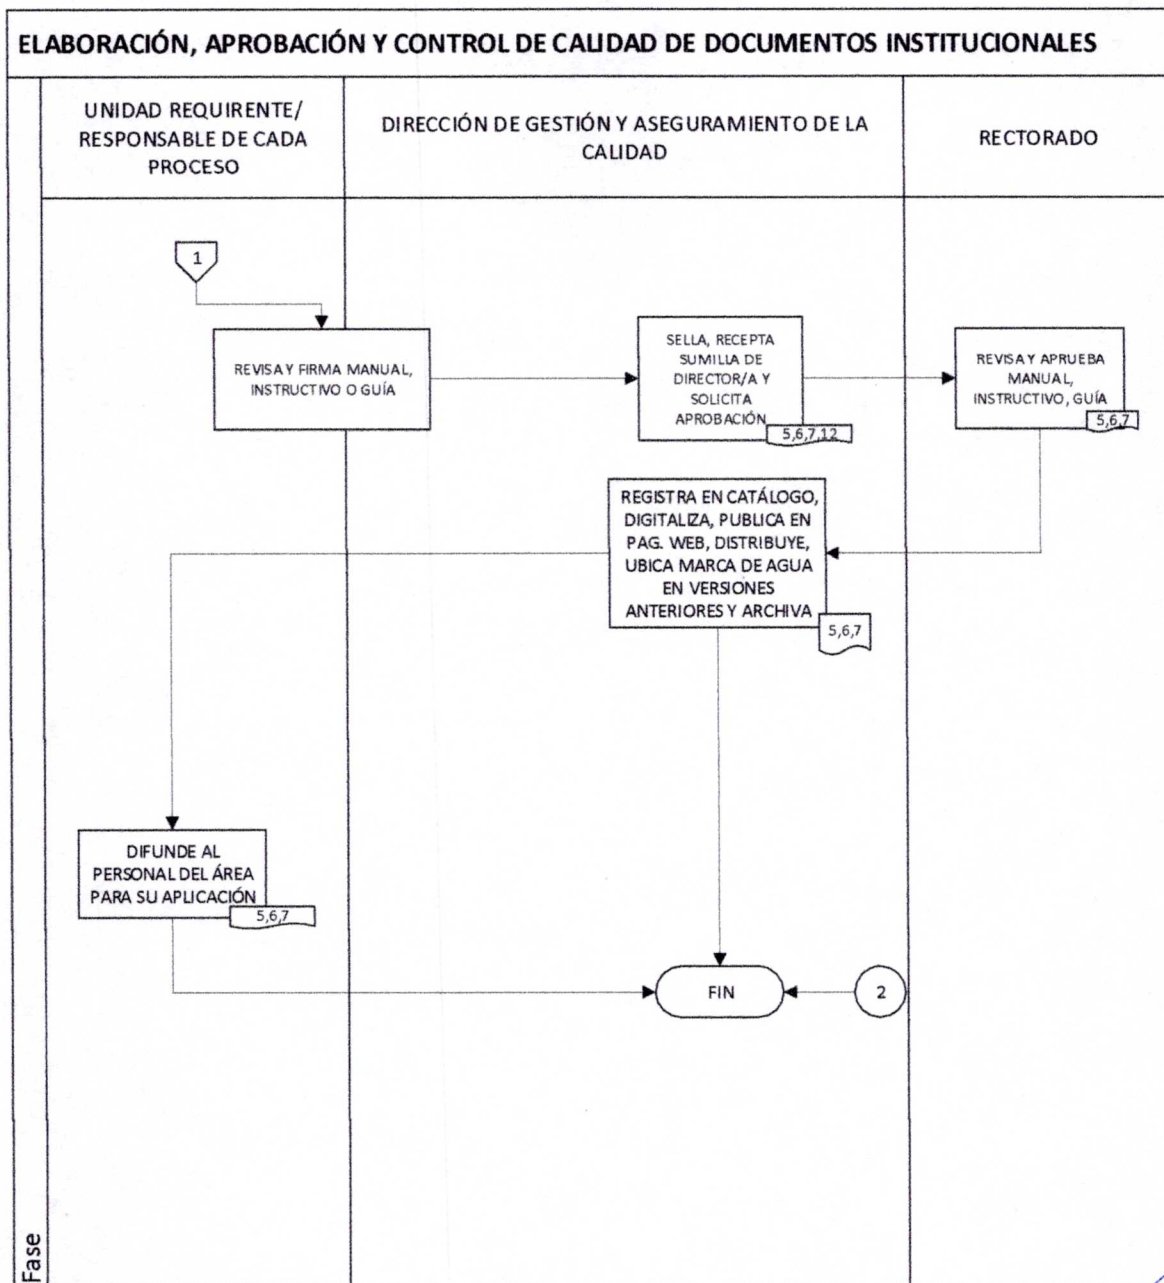 ELABORACIÓN, APROBACIÓN Y CONTROL DE CALIDAD DE DOCUMENTOS INSTITUCIONALES
UNIDAD REQUIRENTE/
RESPONSABLE DE CADA
PROCESO
DIRECCIÓN DE GESTIÓN Y ASEGURAMIENTO DE LA
CALIDAD
RECTORADO
1
REVISA Y FIRMA MANUAL,
INSTRUCTIVO O GUÍA
SELLA, RECEPTA
SUMILLA DE
DIRECTOR/A Y
SOLICITA
APROBACIÓN
5,6,7,12
REVISA Y APRUEBA
MANUAL,
INSTRUCTIVO, GUÍA
5,6,7
REGISTRA EN CATÁLOGO,
DIGITALIZA, PUBLICA EN
PAG. WEB, DISTRIBUYE,
UBICA MARCA DE AGUA
EN VERSIONES
ANTERIORES Y ARCHIVA
5,6,7
DIFUNDE AL
PERSONAL DEL ÁREA
PARA SU APLICACIÓN
5,6,7
FIN
2
Fase